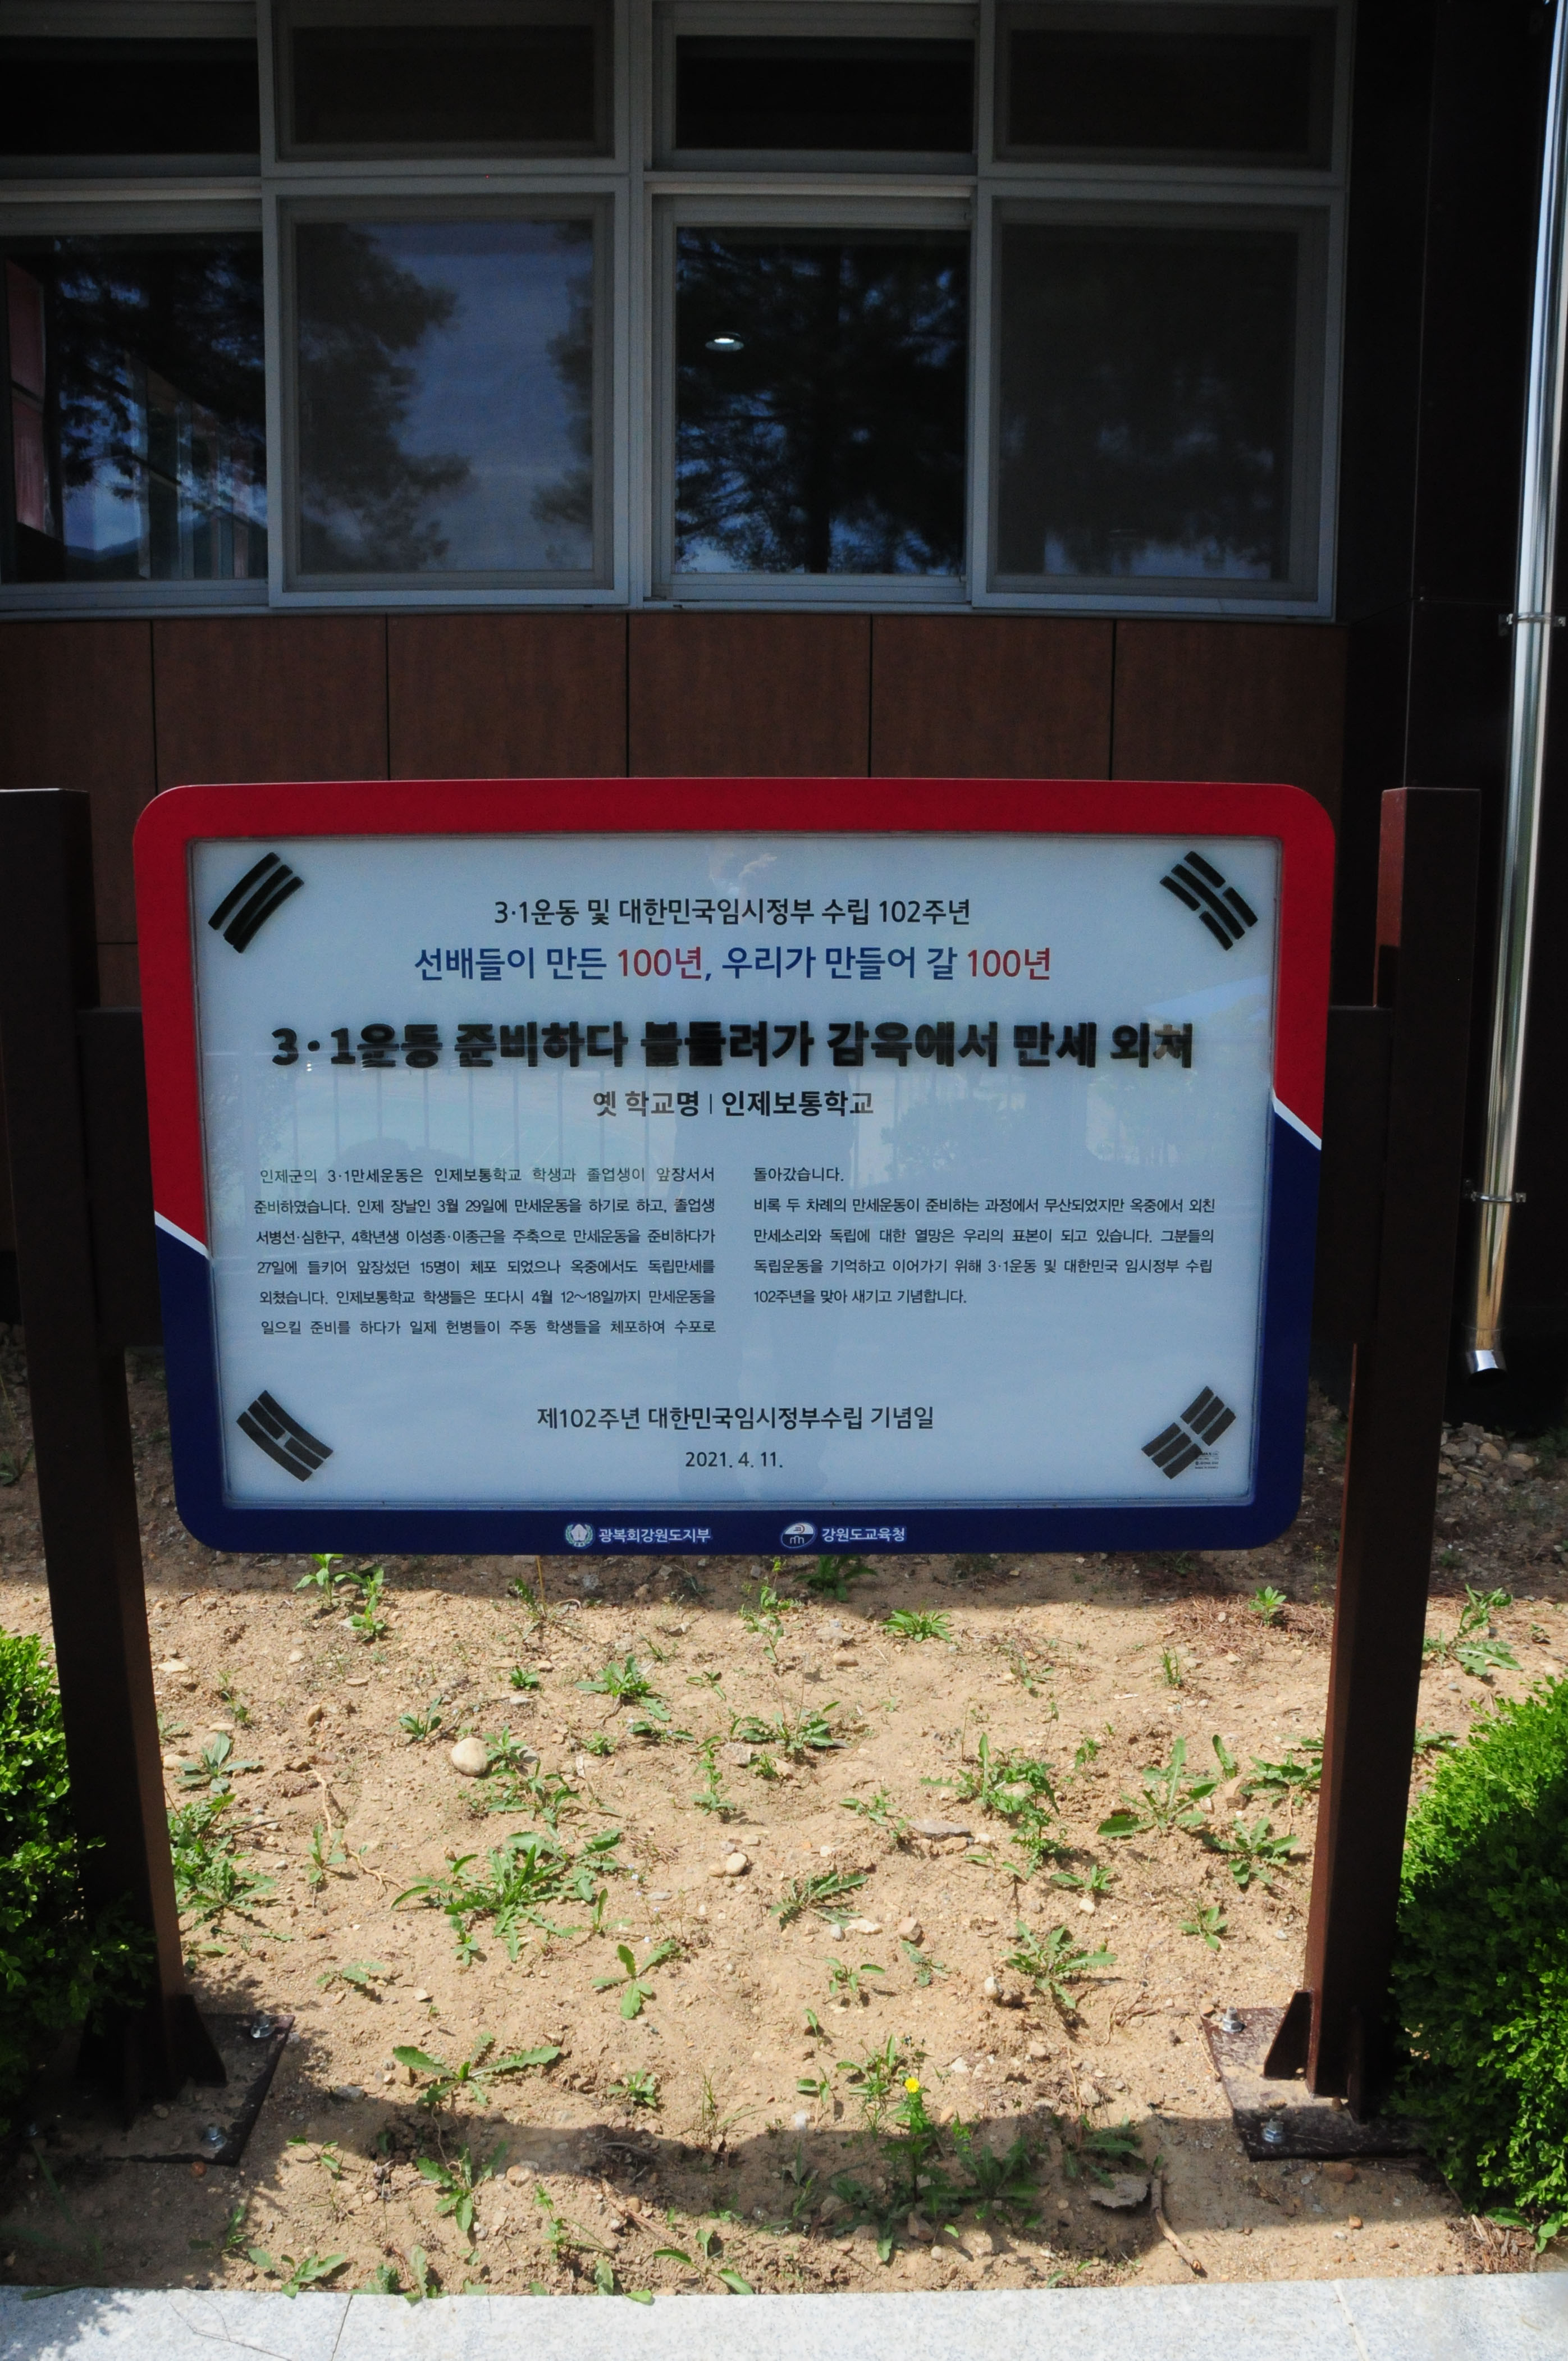 3·1운동 및 대한민국임시정부 수립 102주년
선배들이 만든 100년, 우리가 만들어 갈 100년
3·1운동 준비하다 붙들려가 감옥에서 만세 외쳐
옛 학교명 | 인제보통학교
인제군의 3·1만세운동은 인제보통학교 학생과 졸업생이 앞장서서
준비하였습니다. 인제 장날인 3월 29일에 만세운동을 하기로 하고, 졸업생
서병선·심한구, 4학년생 이성종·이종근을 주축으로 만세운동을 준비하다가
27일에 들키어 앞장섰던 15명이 체포 되었으나 옥중에서도 독립만세를
외쳤습니다. 인제보통학교 학생들은 또다시 4월 12~18일까지 만세운동을
일으킬 준비를 하다가 일제 헌병들이 주동 학생들을 체포하여 수포로
돌아갔습니다.
비록 두 차례의 만세운동이 준비하는 과정에서 무산되었지만 옥중에서 외친
만세소리와 독립에 대한 열망은 우리의 표본이 되고 있습니다. 그분들의
독립운동을 기억하고 이어가기 위해 3·1운동 및 대한민국 임시정부 수립
102주년을 맞아 새기고 기념합니다.
제102주년 대한민국임시정부수립 기념일
2021. 4. 11.
광복회강원도지부 강원도교육청